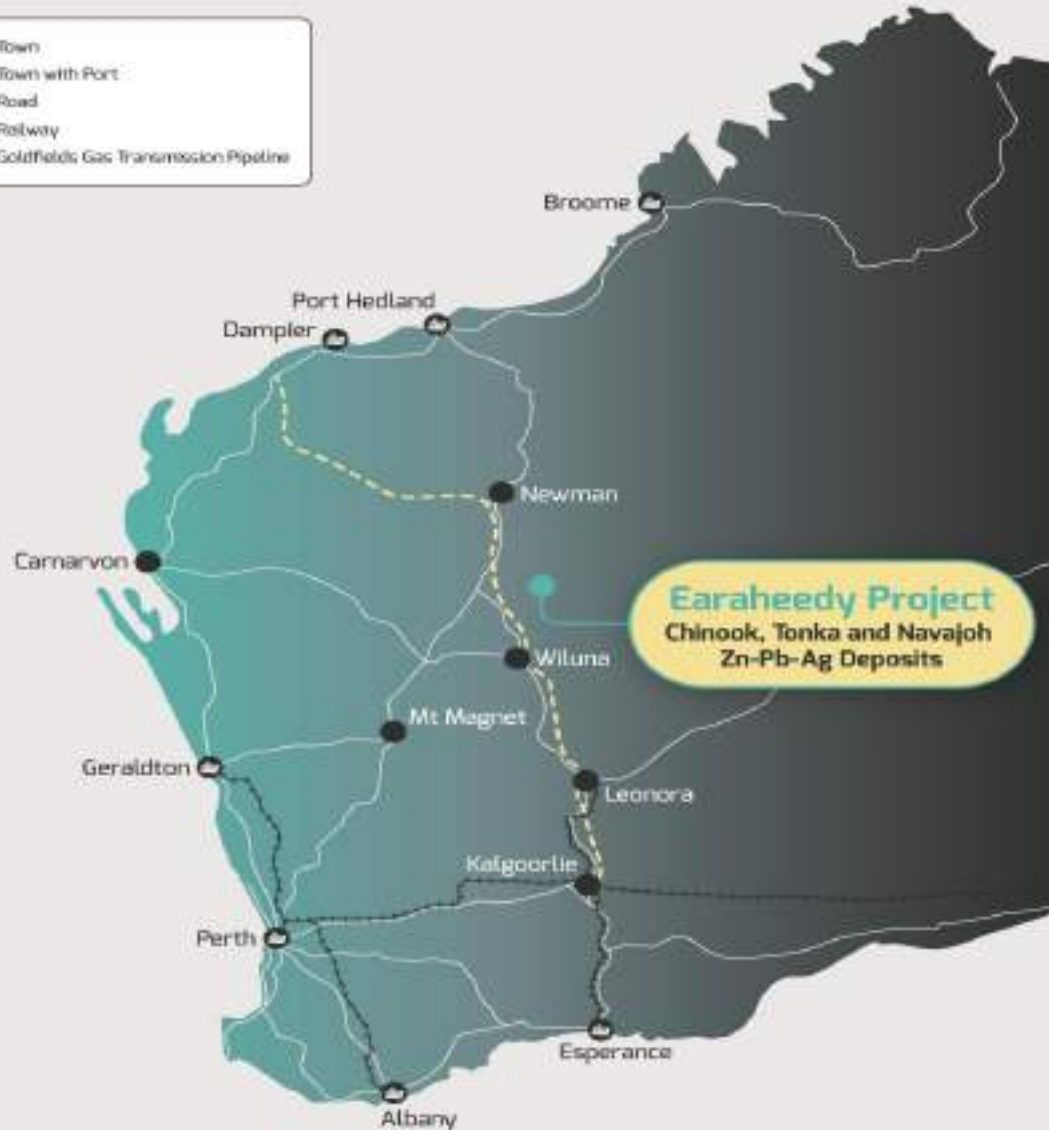 Town
Town with Port
Road
Railway
Goldfields Gas Transmission Pipeline
Broome
Port Hedland
Dampier
Newman
Carnarvon
Earaheedy Project
Chinook, Tonka and Navajoh
Zn-Pb-Ag Deposits
Wiluna
Mt Magnet
Geraldton
Leonora
Kalgoorlie
Perth
Esperance
Albany